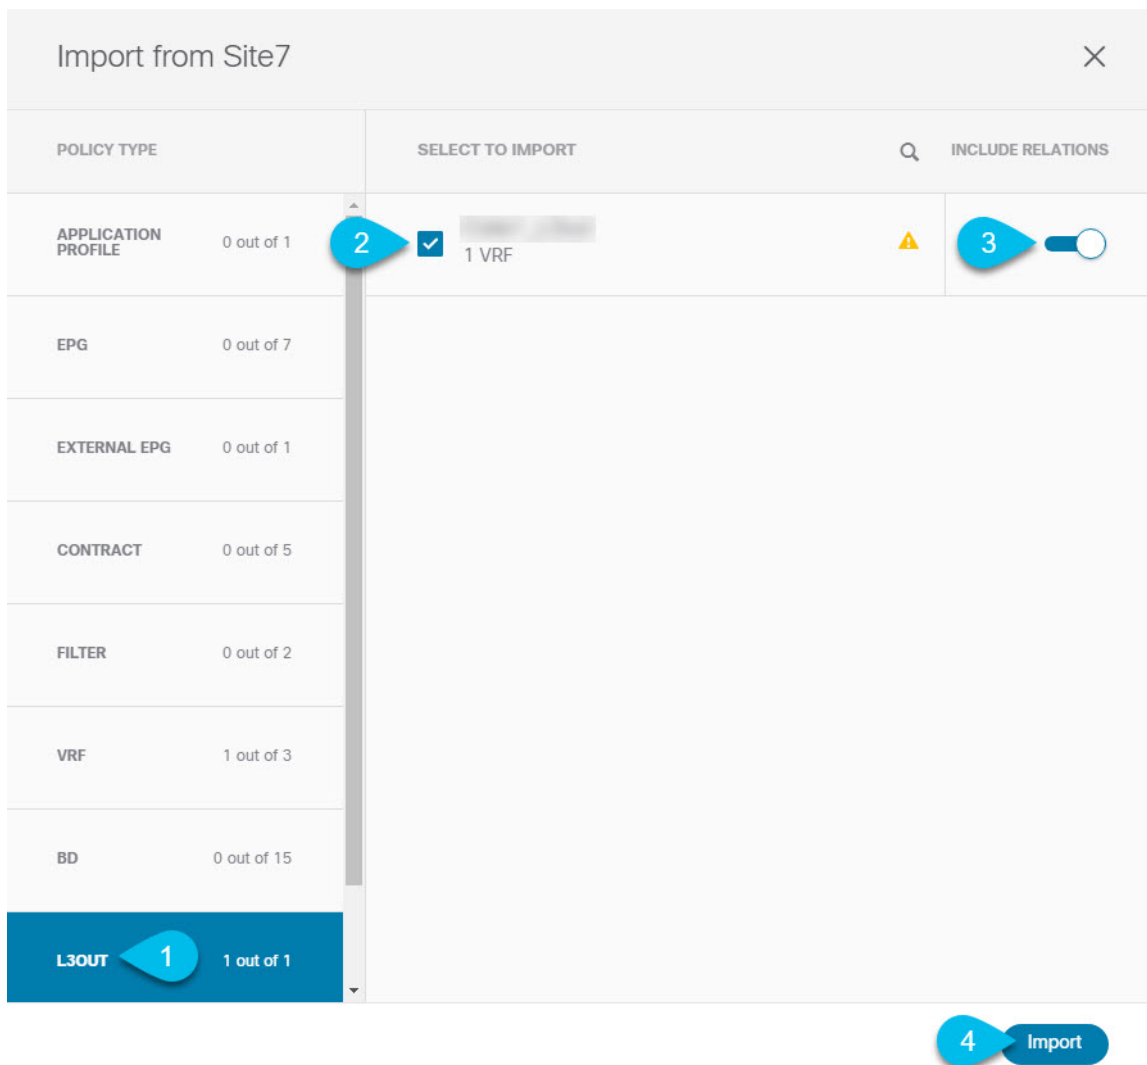 Import from Site7
POLICY TYPE
SELECT TO IMPORT
INCLUDE RELATIONS
APPLICATION
PROFILE
0 out of 1
2
1 VRF
3
EPG
0 out of 7
EXTERNAL EPG
0 out of 1
CONTRACT
0 out of 5
FILTER
0 out of 2
VRF
1 out of 3
BD
0 out of 15
L3OUT
1
1 out of 1
4
Import